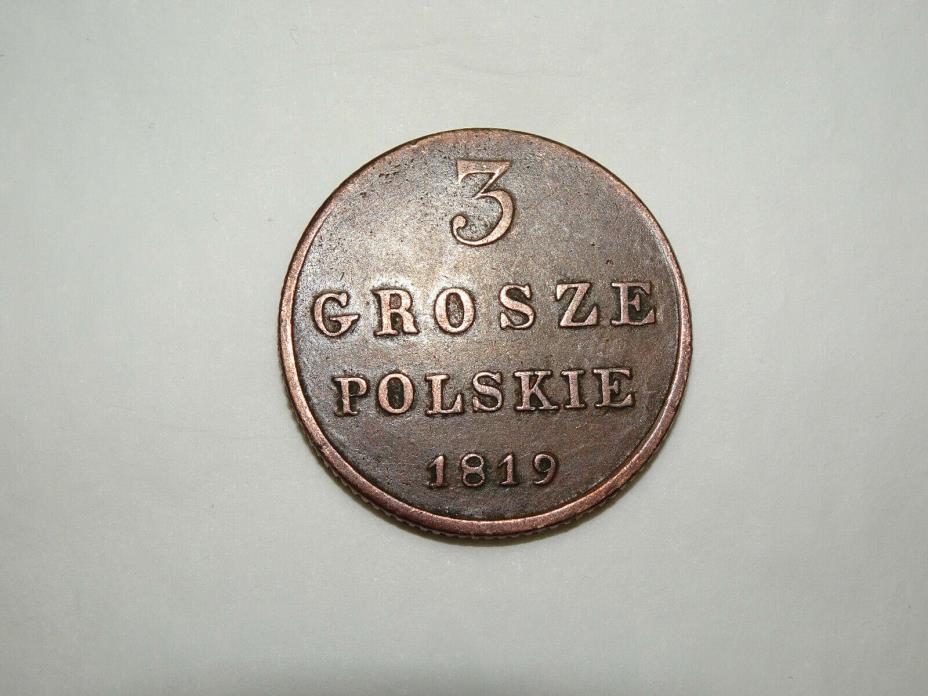 3
GROSZE
POLSKIE
1819